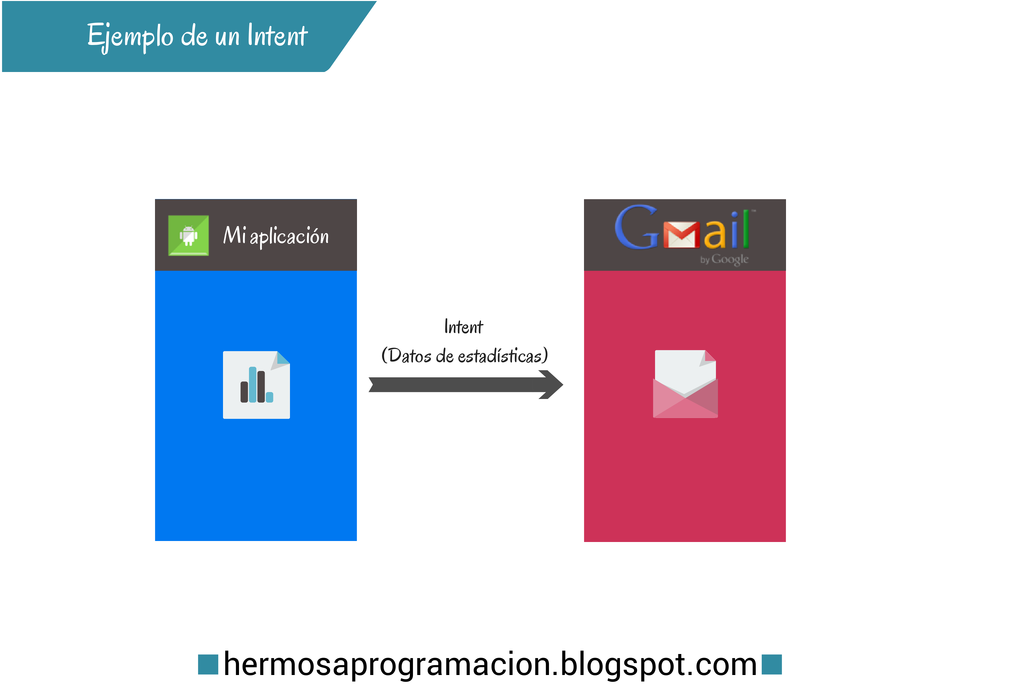 Ejemplo de un Intent
Mi aplicación
Gmail
by Google
Intent
(Datos de estadísticas)
hermosaprogramacion.blogspot.com